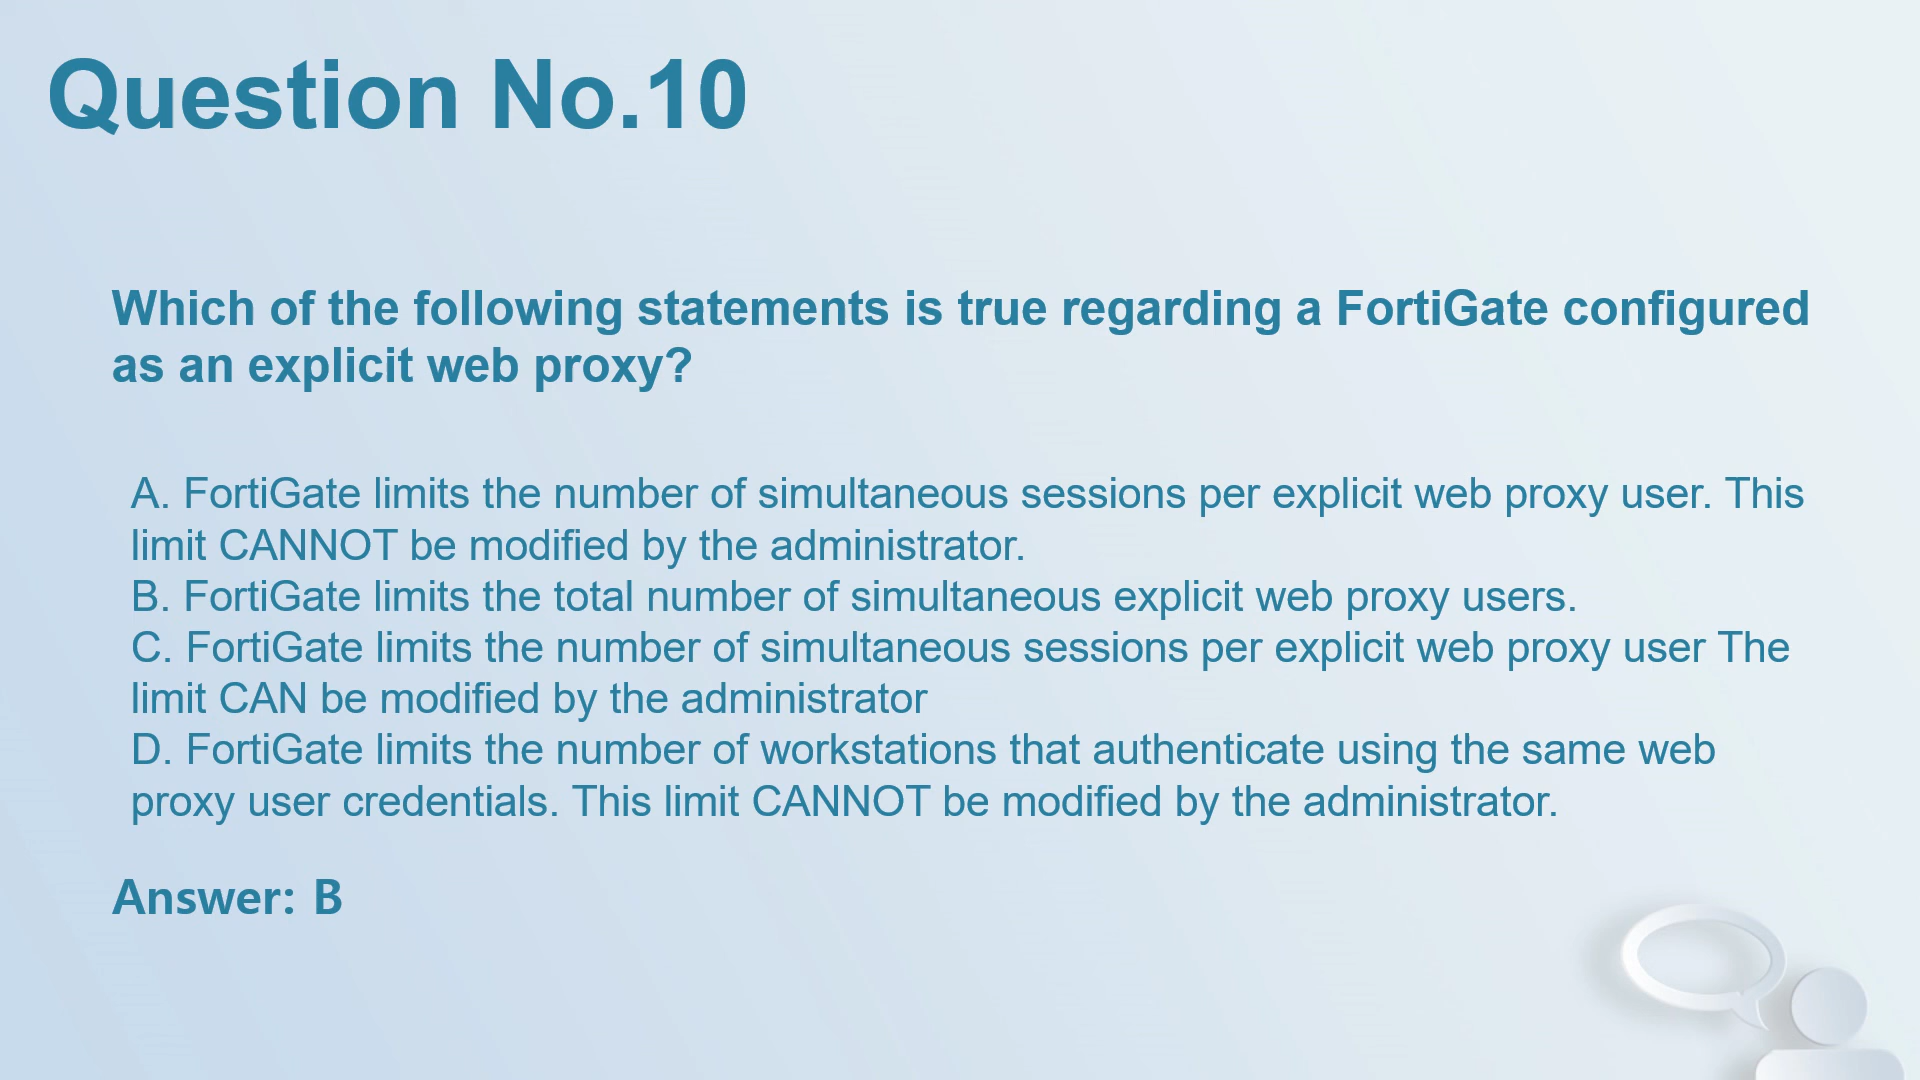 Question No.10
Which of the following statements is true regarding a FortiGate configured
as an explicit web proxy?
A. FortiGate limits the number of simultaneous sessions per explicit web proxy user. This
limit CANNOT be modified by the administrator.
B. FortiGate limits the total number of simultaneous explicit web proxy users.
C. FortiGate limits the number of simultaneous sessions per explicit web proxy user The
limit CAN be modified by the administrator
D. FortiGate limits the number of workstations that authenticate using the same web
proxy user credentials. This limit CANNOT be modified by the administrator.
Answer: B